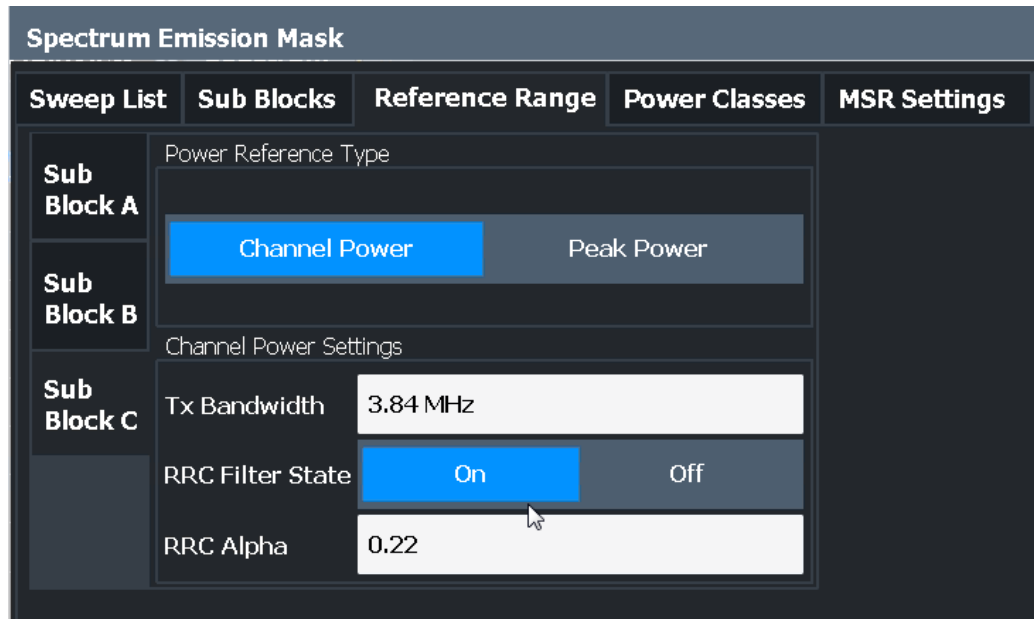 Spectrum Emission Mask
Sweep List Sub Blocks Reference Range Power Classes MSR Settings
Sub
Block A
Power Reference Type
Channel Power Peak Power
Sub
Block B
Channel Power Settings
Sub
Block C
Tx Bandwidth 3.84 MHz
RRC Filter State On Off
RRC Alpha 0.22